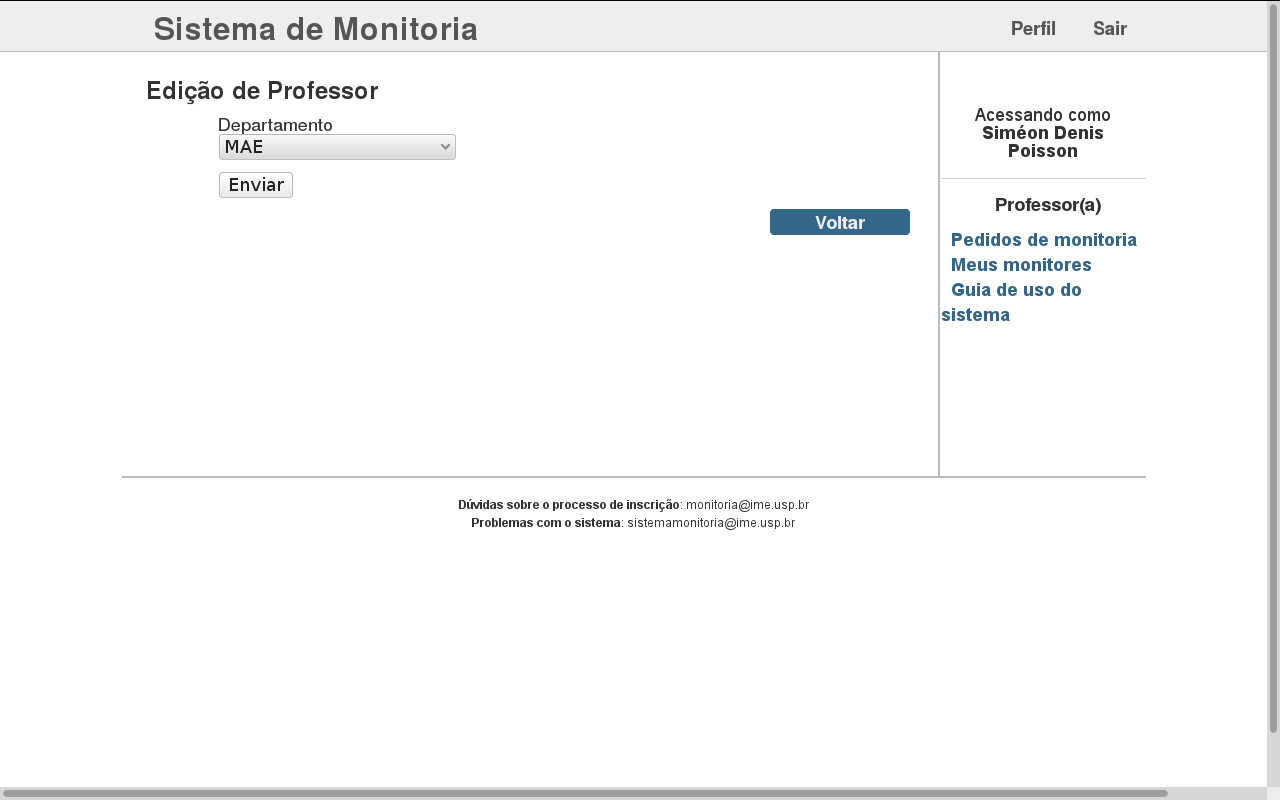 Sistema de Monitoria
Perfil
Sair
Edição de Professor
Departamento
MAE
Enviar
Voltar
Acessando como
Siméon Denis
Poisson
Professor(a)
Pedidos de monitoria
Meus monitores
Guia de uso do
sistema
Dúvidas sobre o processo de inscrição: monitoria@ime.usp.br
Problemas com o sistema: sistemamonitoria@ime.usp.br